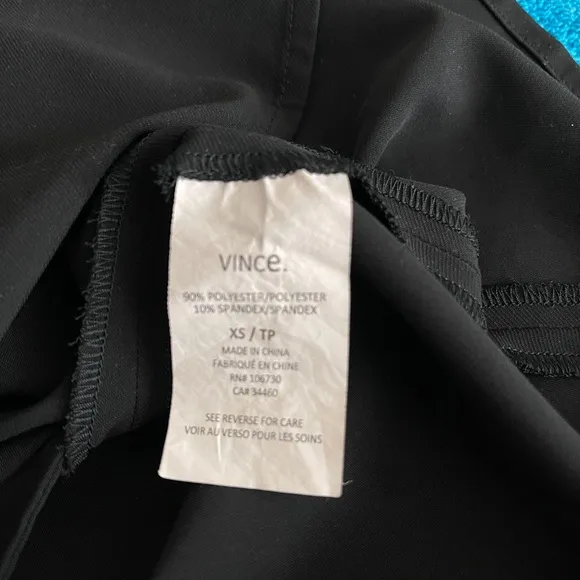 VINCe.
90% POLYESTER/POLYESTER
10% SPANDEX/SPANDEX
XS / TP
MADE IN CHINA
FABRIQUÉ EN CHINE
RN# 106730
CA# 34460
SEE REVERSE FOR CARE
VOIR AU VERSO POUR LES SOINS